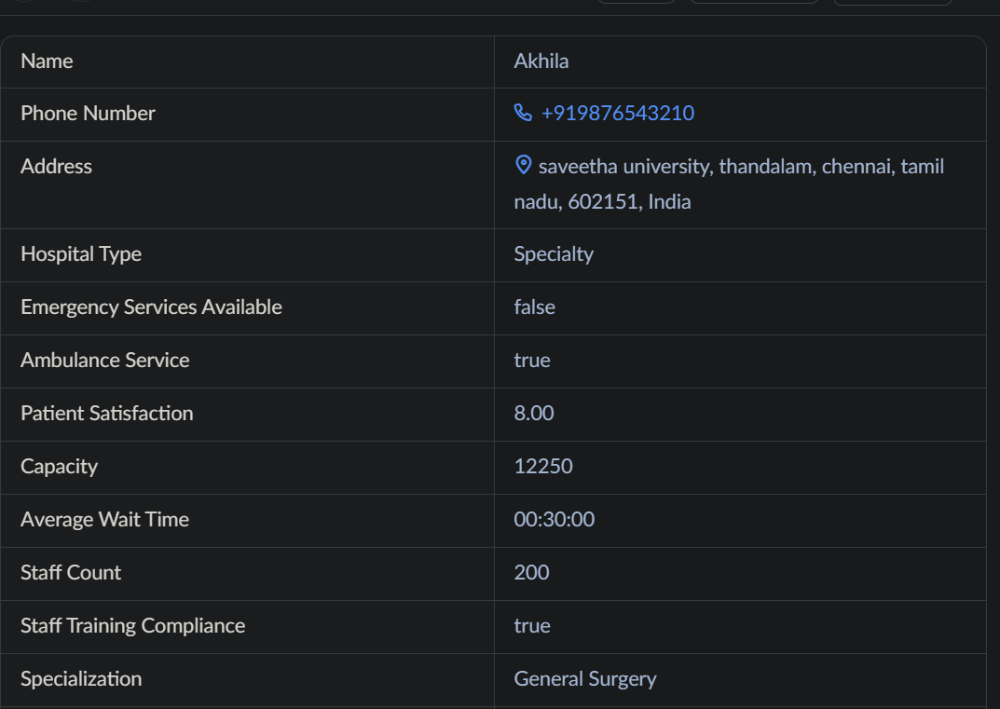 Name Akhila
Phone Number +919876543210
Address saveetha university, thandalam, chennai, tamil
nadu, 602151, India
Hospital Type Specialty
Emergency Services Available false
Ambulance Service true
Patient Satisfaction 8.00
Capacity 12250
Average Wait Time 00:30:00
Staff Count 200
Staff Training Compliance true
Specialization General Surgery